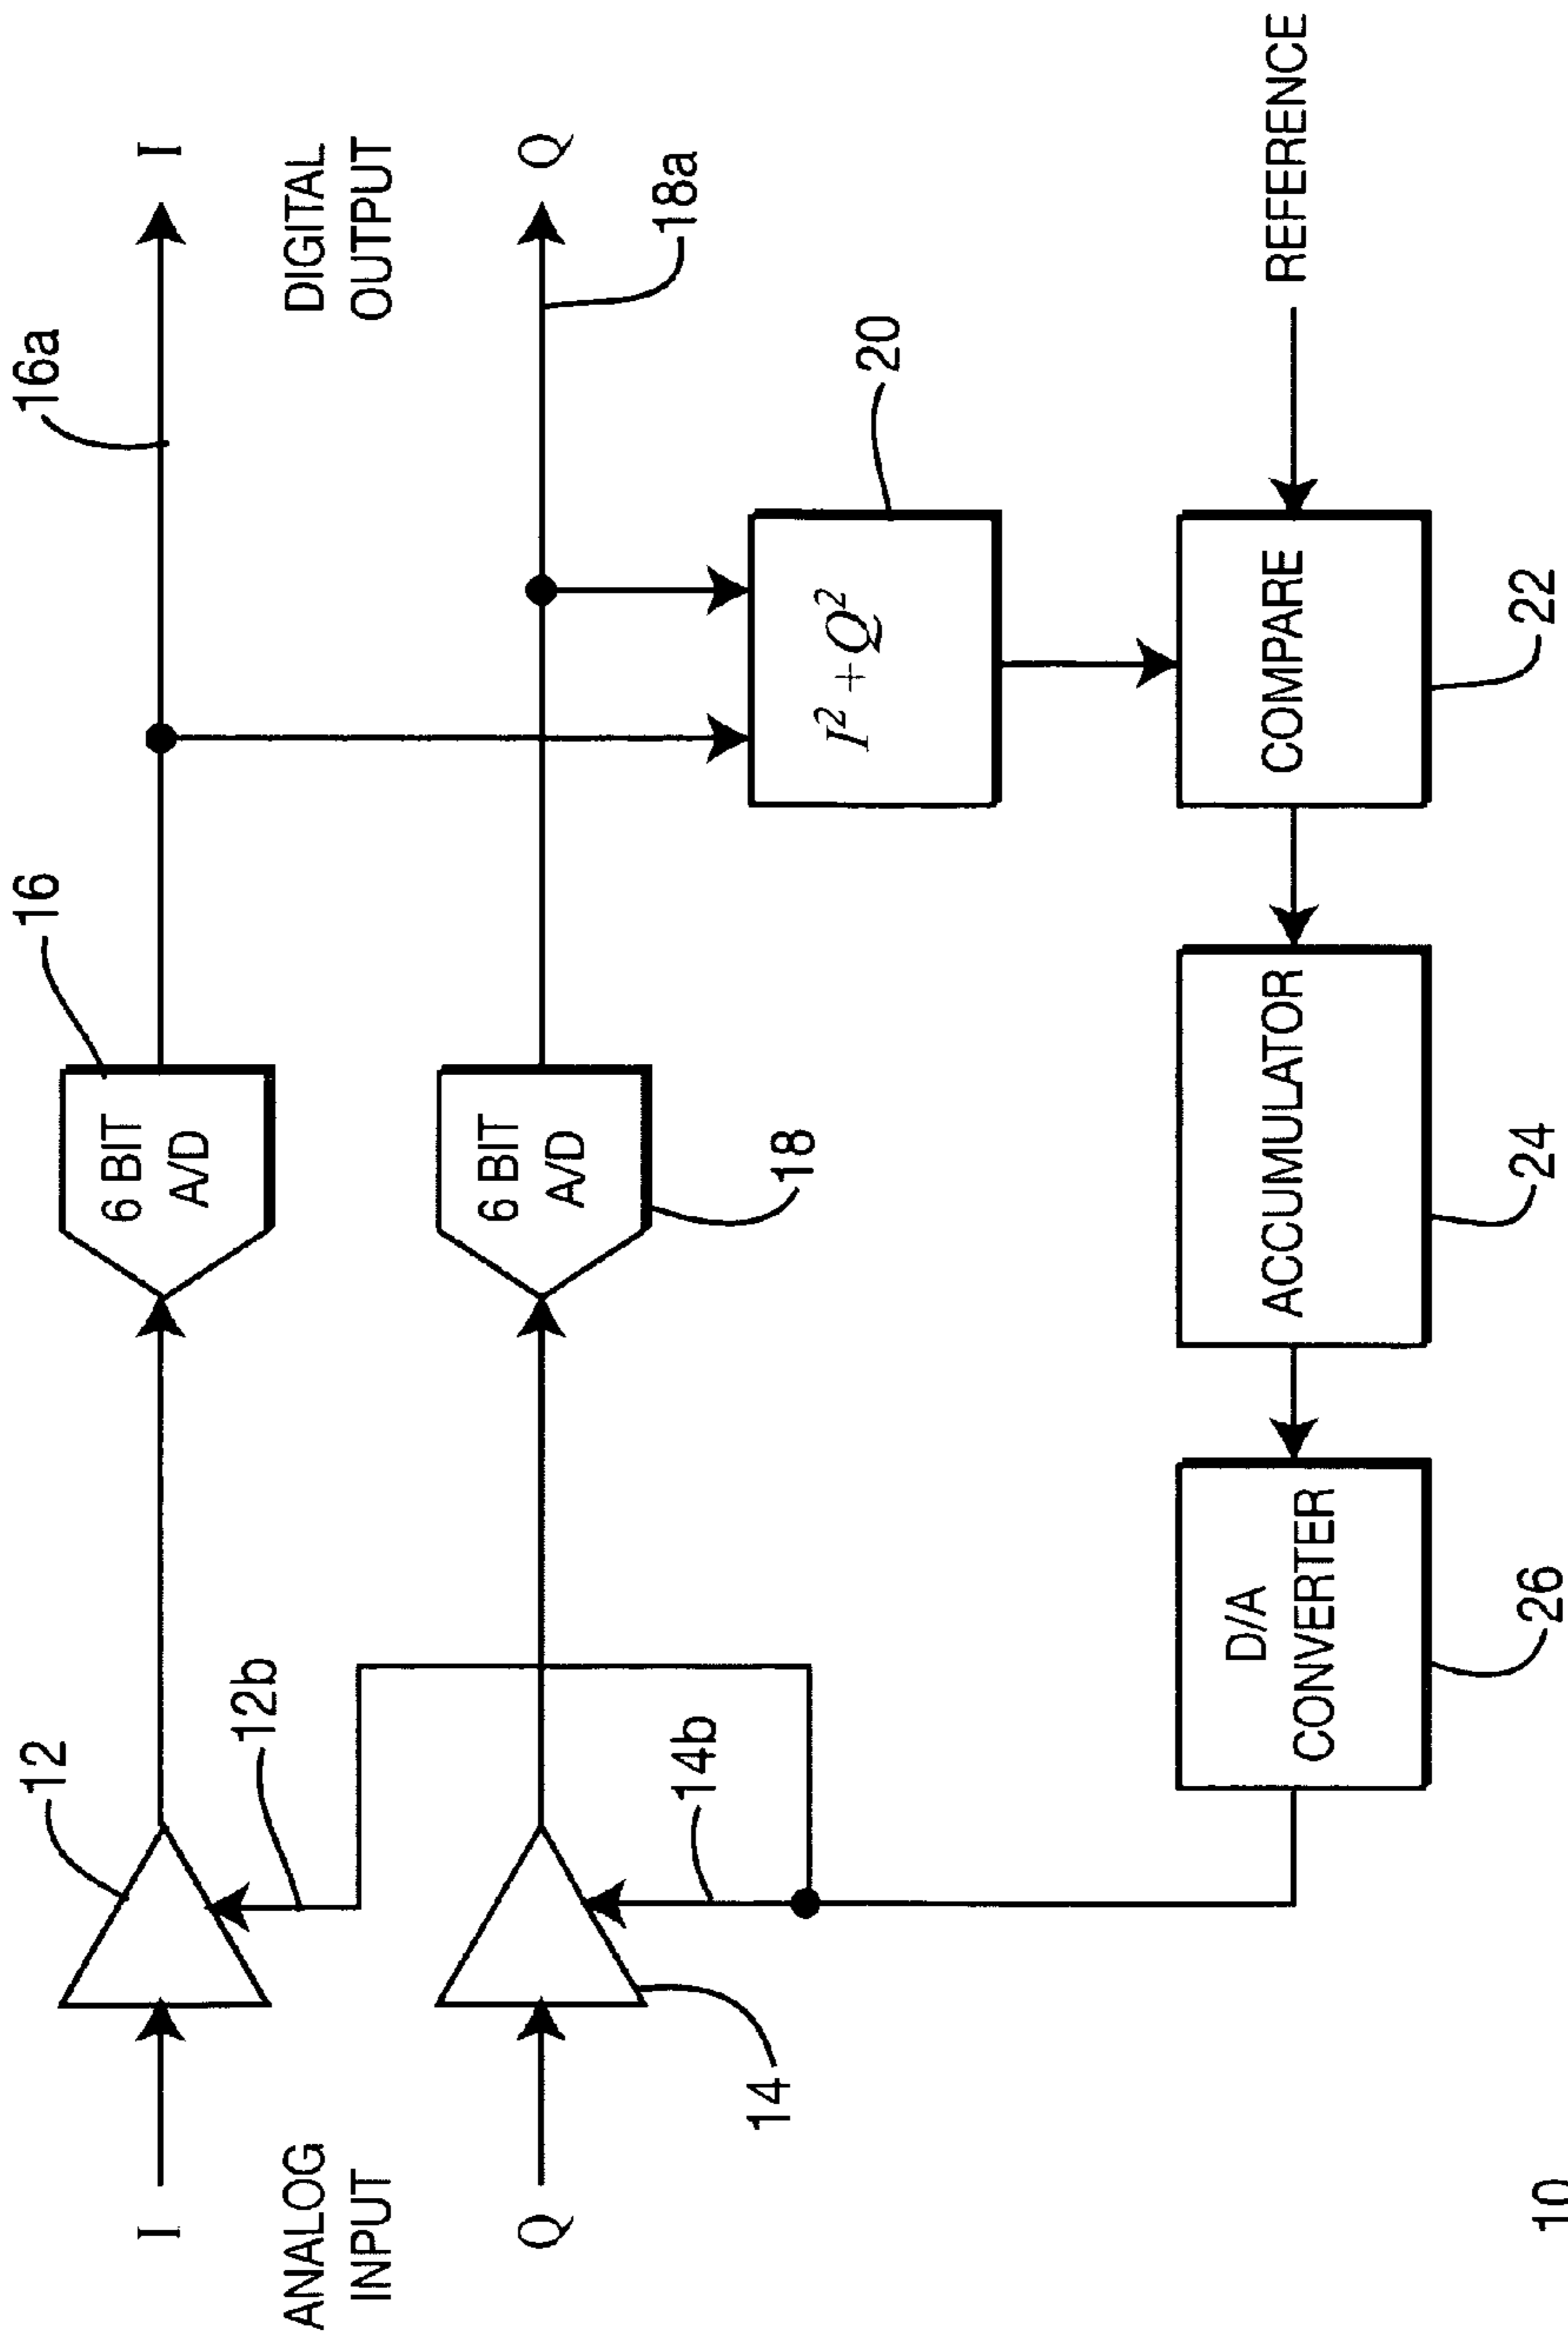 I
16a
DIGITAL
OUTPUT
Q
18a
16
6 BIT
A/D
6 BIT
A/D
18
12
12b
14b
14
I
ANALOG
INPUT
Q
I² + Q²
20
REFERENCE
COMPARE
22
ACCUMULATOR
24
D/A
CONVERTER
26
10